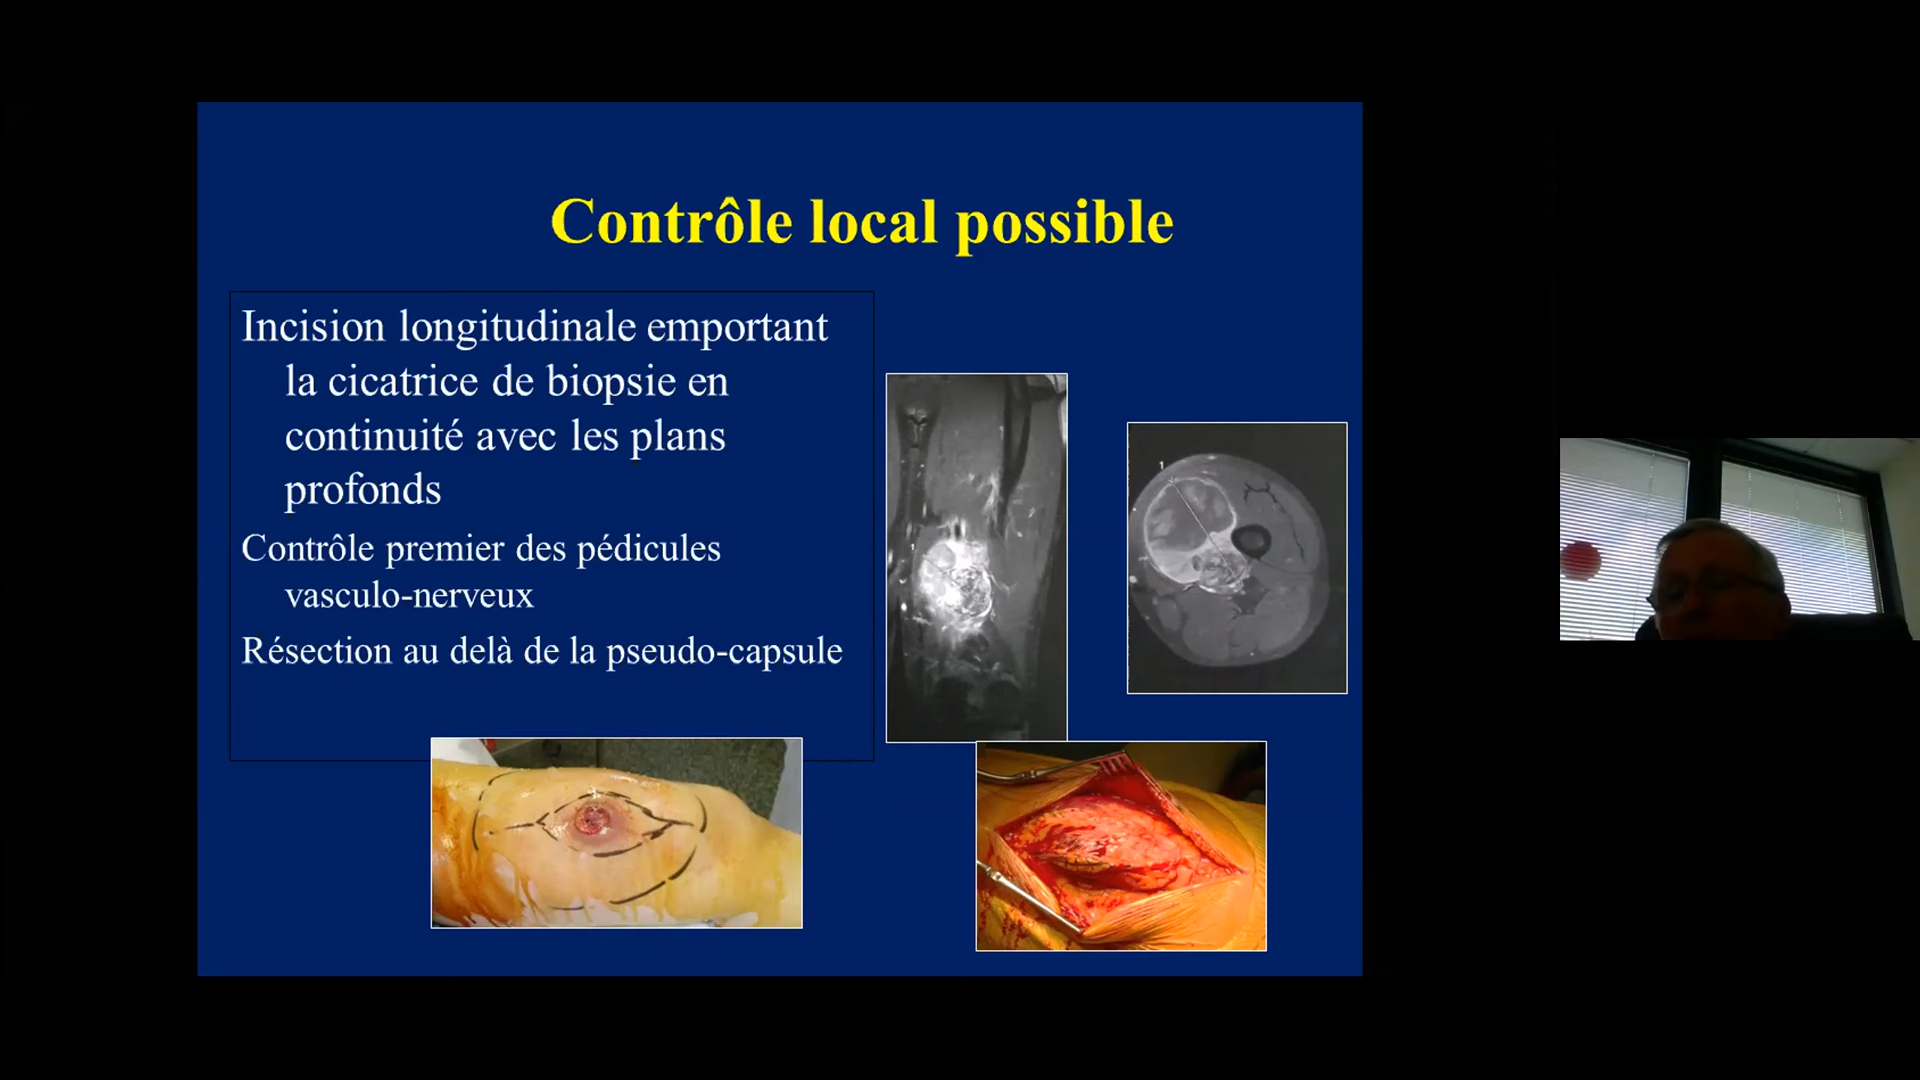 Contrôle local possible
Incision longitudinale emportant
la cicatrice de biopsie en
continuité avec les plans
profonds
Contrôle premier des pédicules
vasculo-nerveux
Résection au delà de la pseudo-capsule
1